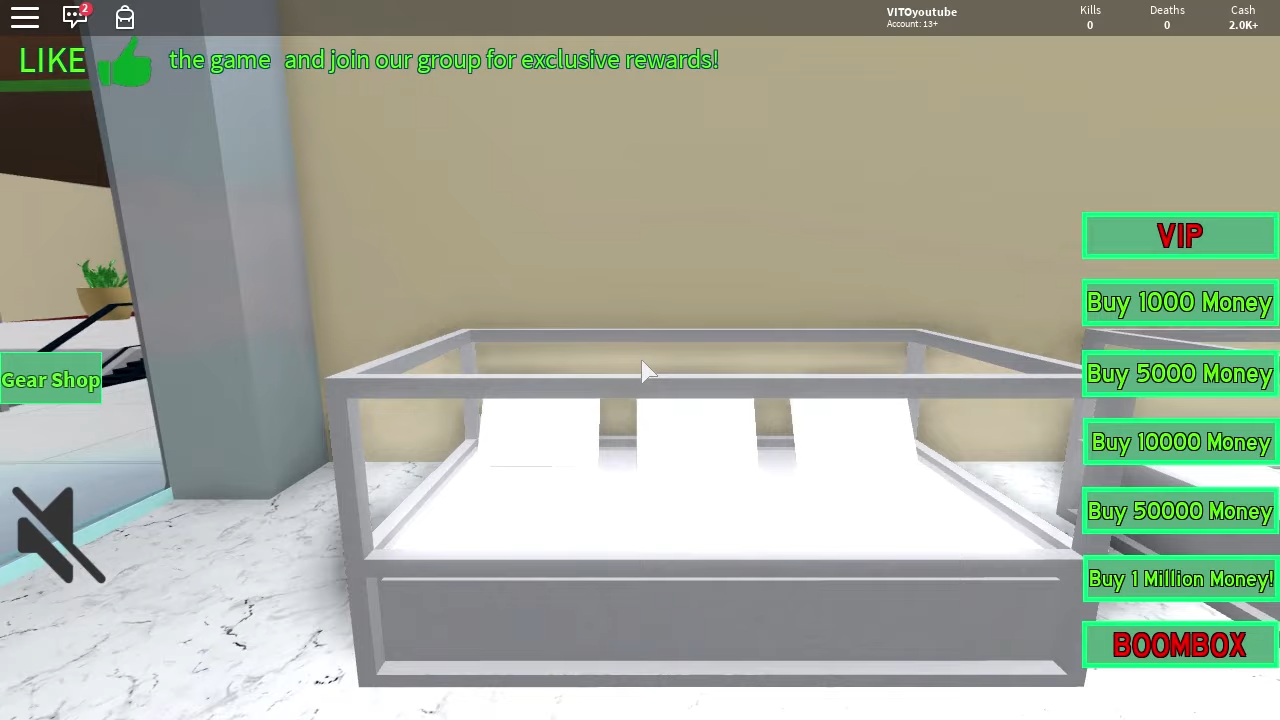 2
VITOyoutube
Account: 13+
Kills
0
Deaths
0
Cash
2.0K+
LIKE the game and join our group for exclusive rewards!
VIP
Buy 1000 Money
Buy 5000 Money
Gear Shop
Buy 10000 Money
Buy 50000 Money
Buy 1 Million Money!
BOOMBOX